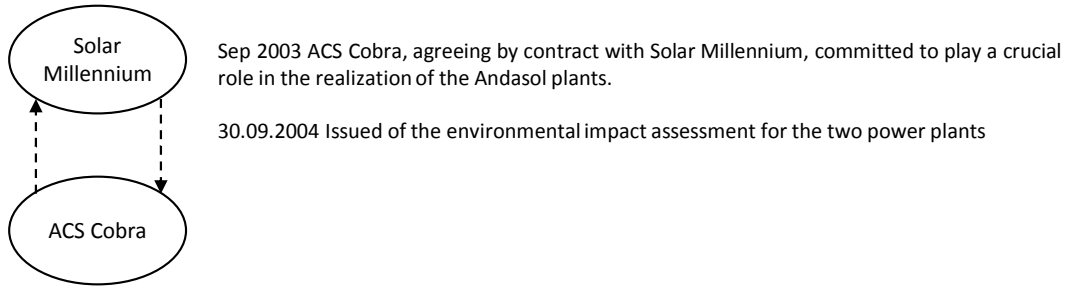 Solar
Millennium
Sep 2003 ACS Cobra, agreeing by contract with Solar Millennium, committed to play a crucial
role in the realization of the Andasol plants.
30.09.2004 Issued of the environmental impact assessment for the two power plants
ACS Cobra